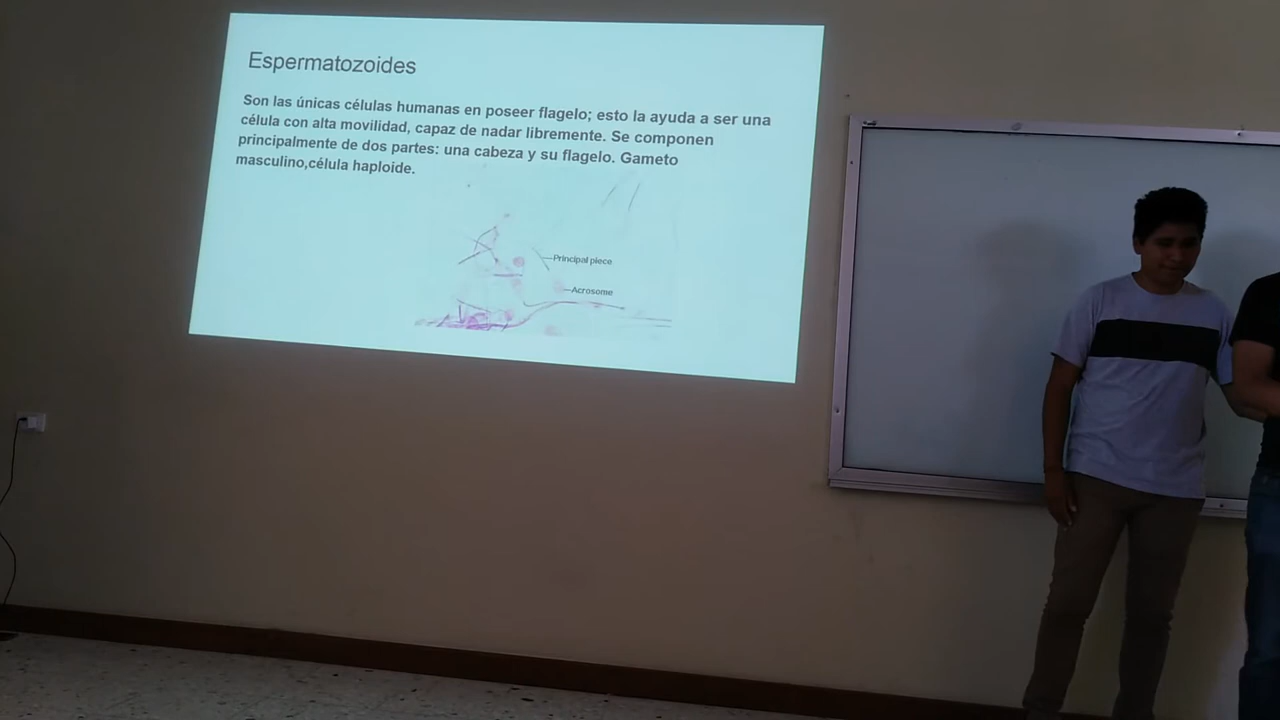 Espermatozoides
Son las únicas células humanas en poseer flagelo; esto la ayuda a ser una
célula con alta movilidad, capaz de nadar libremente. Se componen
principalmente de dos partes: una cabeza y su flagelo. Gameto
masculino,célula haploide.
Principal piece
Acrosome